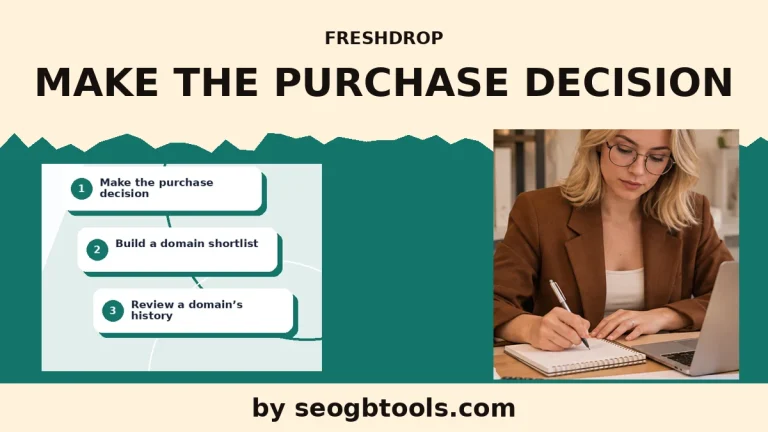 FRESHDROP
MAKE THE PURCHASE DECISION
1 Make the purchase
decision
2 Build a domain shortlist
3 Review a domain's
history
by seogbtools.com